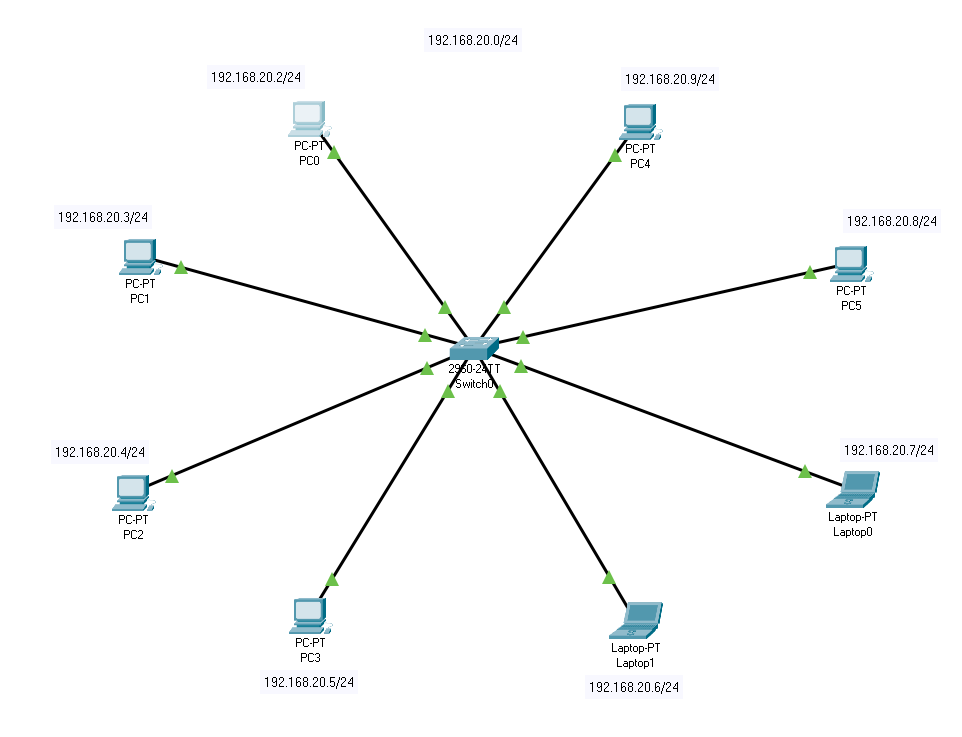 192.168.20.0/24
192.168.20.2/24
PC-PT
PC0
192.168.20.9/24
PC-PT
PC4
192.168.20.3/24
PC-PT
PC1
192.168.20.8/24
PC-PT
PC5
2960-24TT
Switch0
192.168.20.4/24
PC-PT
PC2
192.168.20.7/24
Laptop-PT
Laptop0
PC-PT
PC3
192.168.20.5/24
Laptop-PT
Laptop1
192.168.20.6/24